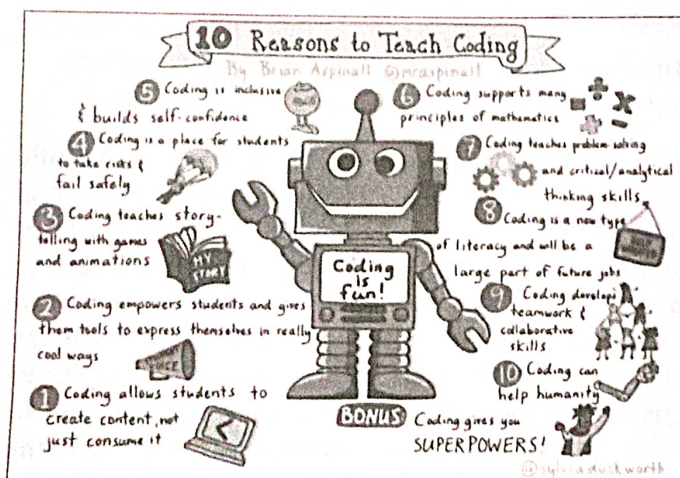 10 Reasons to Teach Coding
By Brian Aspinall @mraspinall
1 Coding allows students to
create content, not
just consume it
2 Coding empowers students and gives
them tools to express themselves in really
cool ways
3 Coding teaches story-
telling with games
and animations
MY
STORY
4 Coding is a place for students
to take risks &
fail safely
5 Coding is inclusive
& builds self-confidence
6 Coding supports many
principles of mathematics
7 Coding teaches problem-solving
and critical/analytical
thinking skills
8 Coding is a new type
of literacy and will be a
large part of future jobs
9 Coding develops
teamwork &
collaborative
skills
10 Coding can
help humanity
Coding
is
fun!
BONUS Coding gives you
SUPERPOWERS!
@sylviaduckworth